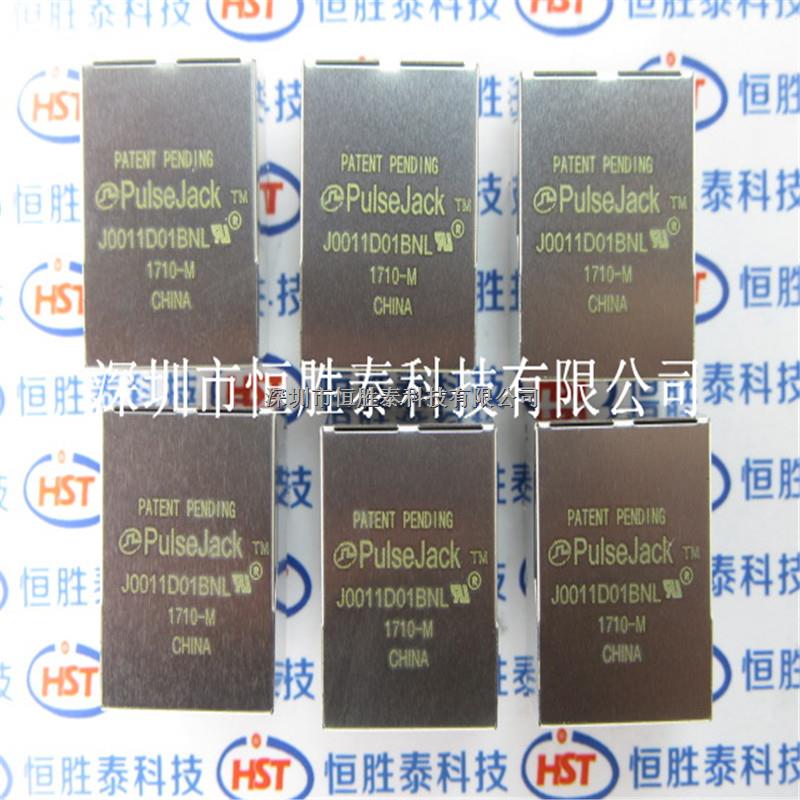 HST 恒胜泰科技
PATENT PENDING
PulseJack ™
J0011D01BNL ®
1710-M
CHINA
PATENT PENDING
PulseJack ™
J0011D01BNL ®
1710-M
CHINA
PATENT PENDING
PulseJack ™
J0011D01BNL ®
1710-M
CHINA
深圳市恒胜泰科技有限公司
深圳市恒胜泰科技有限公司
PATENT PENDING
PulseJack ™
J0011D01BNL ®
1710-M
CHINA
PATENT PENDING
PulseJack ™
J0011D01BNL ®
1710-M
CHINA
PATENT PENDING
PulseJack ™
J0011D01BNL ®
1710-M
CHINA
HST 恒胜泰科技
HST 恒胜泰科技